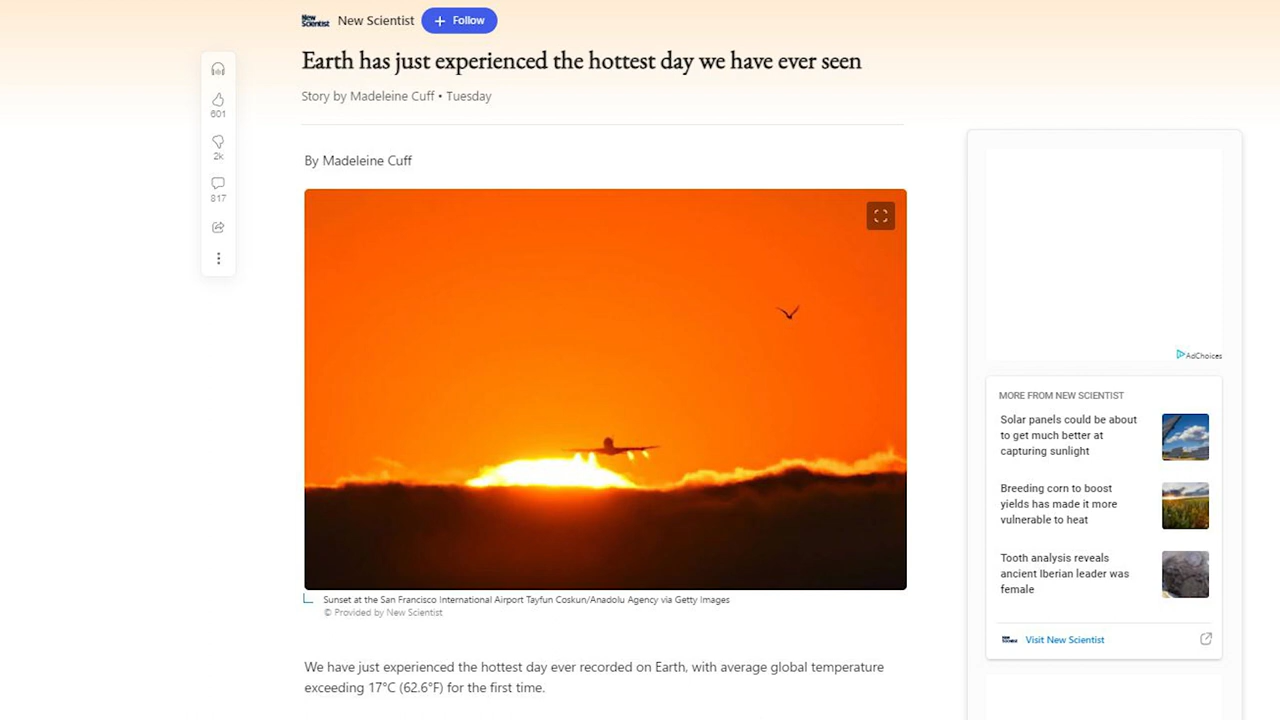 New Scientist
New Scientist
Follow
Earth has just experienced the hottest day we have ever seen
Story by Madeleine Cuff • Tuesday
601
2k
817
By Madeleine Cuff
Sunset at the San Francisco International Airport Tayfun Coskun/Anadolu Agency via Getty Images
© Provided by New Scientist
We have just experienced the hottest day ever recorded on Earth, with average global temperature
exceeding 17°C (62.6°F) for the first time.
AdChoices
MORE FROM NEW SCIENTIST
Solar panels could be about
to get much better at
capturing sunlight
Breeding corn to boost
yields has made it more
vulnerable to heat
Tooth analysis reveals
ancient Iberian leader was
female
New Scientist
Visit New Scientist